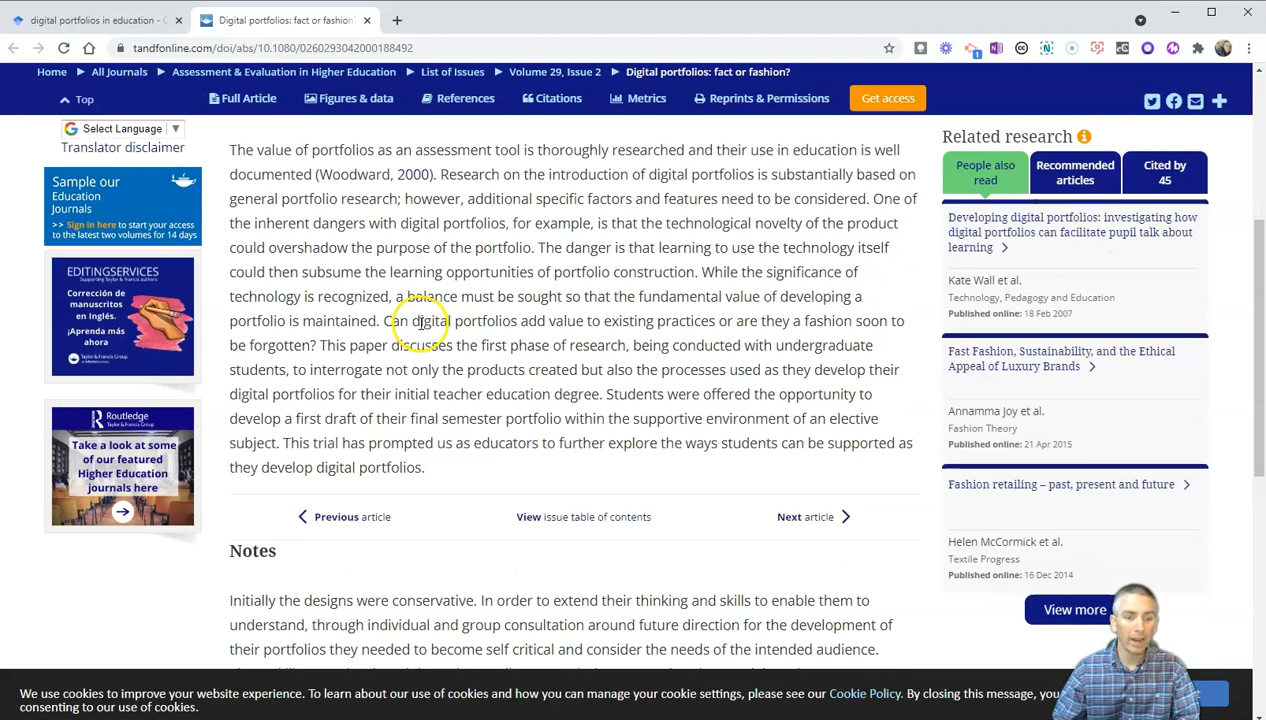 digital portfolios in education -
Digital portfolios: fact or fashion?
tandfonline.com/doi/abs/10.1080/0260293042000188492
Home
All Journals
Assessment & Evaluation in Higher Education
List of Issues
Volume 29, Issue 2
Digital portfolios: fact or fashion?
Top
Full Article
Figures & data
References
Citations
Metrics
Reprints & Permissions
Get access
Select Language
Translator disclaimer
Sample our
Education
Journals
>> Sign in here to start your access
to the latest two volumes for 14 days
EDITINGSERVICES
Supporting Taylor & Francis authors
Corrección de
manuscritos
en Inglés.
¡Aprenda más
ahora
Taylor & Francis Group
Routledge
Taylor & Francis Group
Take a look at some
of our featured
Higher Education
journals here
The value of portfolios as an assessment tool is thoroughly researched and their use in education is well
documented (Woodward, 2000). Research on the introduction of digital portfolios is substantially based on
general portfolio research; however, additional specific factors and features need to be considered. One of
the inherent dangers with digital portfolios, for example, is that the technological novelty of the product
could overshadow the purpose of the portfolio. The danger is that learning to use the technology itself
could then subsume the learning opportunities of portfolio construction. While the significance of
technology is recognized, a balance must be sought so that the fundamental value of developing a
portfolio is maintained. Can digital portfolios add value to existing practices or are they a fashion soon to
be forgotten? This paper discusses the first phase of research, being conducted with undergraduate
students, to interrogate not only the products created but also the processes used as they develop their
digital portfolios for their initial teacher education degree. Students were offered the opportunity to
develop a first draft of their final semester portfolio within the supportive environment of an elective
subject. This trial has prompted us as educators to further explore the ways students can be supported as
they develop digital portfolios.
Previous article
View issue table of contents
Next article
Notes
Initially the designs were conservative. In order to extend their thinking and skills to enable them to
understand, through individual and group consultation around future direction for the development of
their portfolios they needed to become self critical and consider the needs of the intended audience.
Related research
People also
read
Recommended
articles
Cited by
45
Developing digital portfolios: investigating how
digital portfolios can facilitate pupil talk about
learning
Kate Wall et al.
Technology, Pedagogy and Education
Published online: 18 Feb 2007
Fast Fashion, Sustainability, and the Ethical
Appeal of Luxury Brands
Annamma Joy et al.
Fashion Theory
Published online: 21 Apr 2015
Fashion retailing – past, present and future
Helen McCormick et al.
Textile Progress
Published online: 16 Dec 2014
View more
We use cookies to improve your website experience. To learn about our use of cookies and how you can manage your cookie settings, please see our Cookie Policy. By closing this message, you
consenting to our use of cookies.